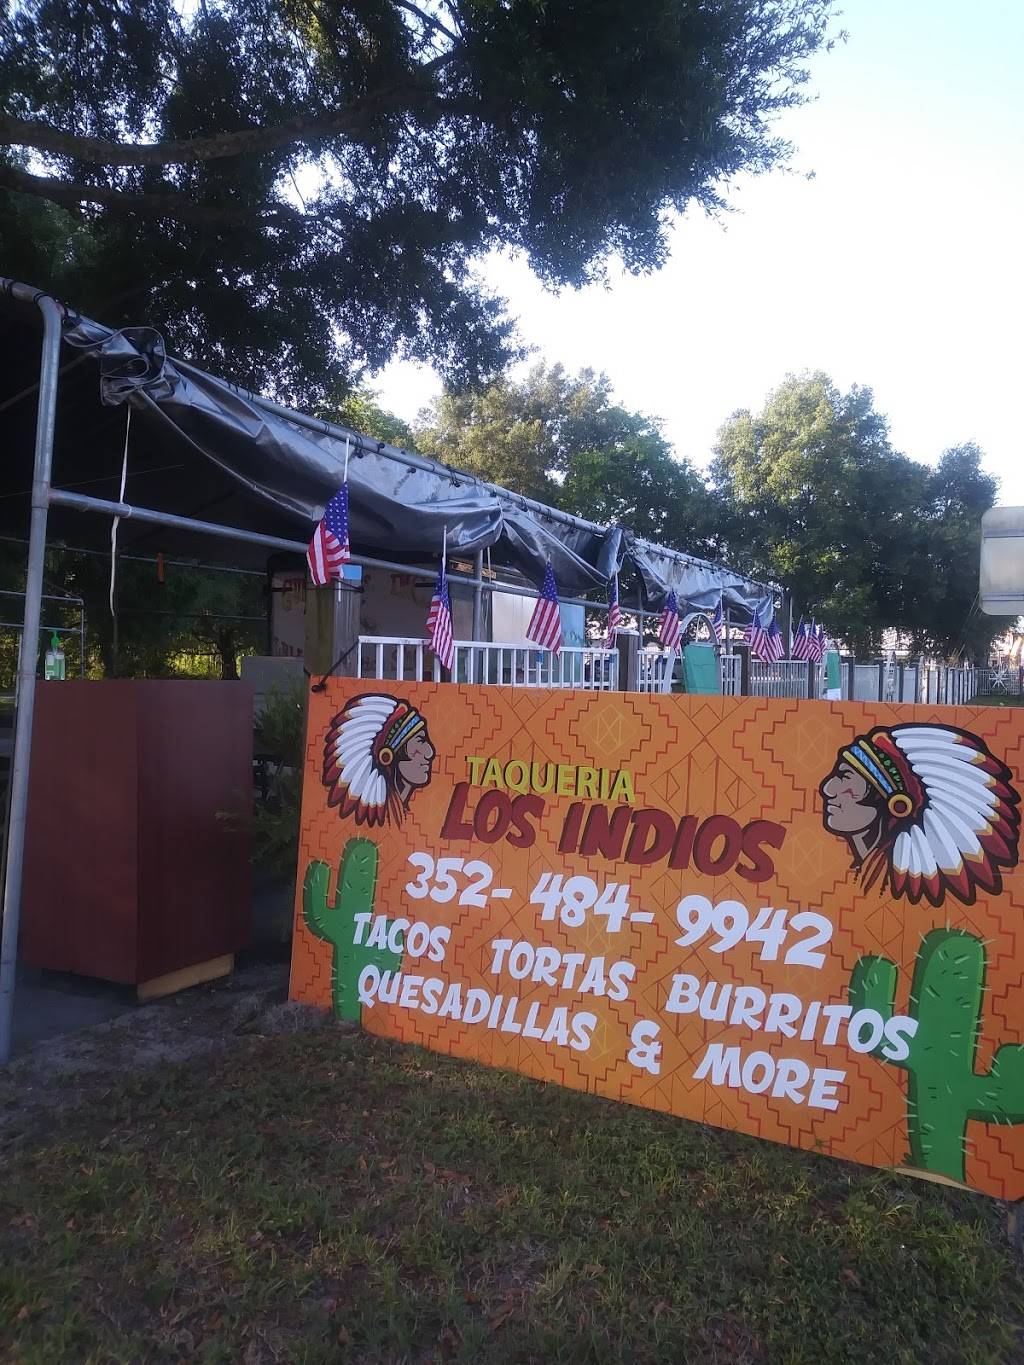 TAQUERIA
LOS INDIOS
352-484-9942
TACOS TORTAS BURRITOS
QUESADILLAS & MORE